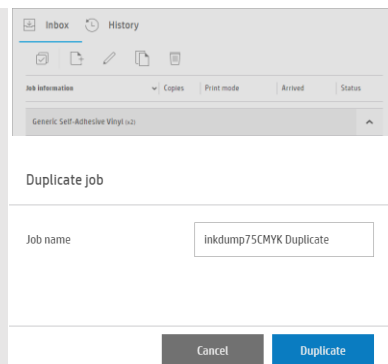 Inbox History
Job information Copies Print mode Arrived Status
Generic Self-Adhesive Vinyl (x2)
Duplicate job
Job name inkdump75CMYK Duplicate
Cancel Duplicate